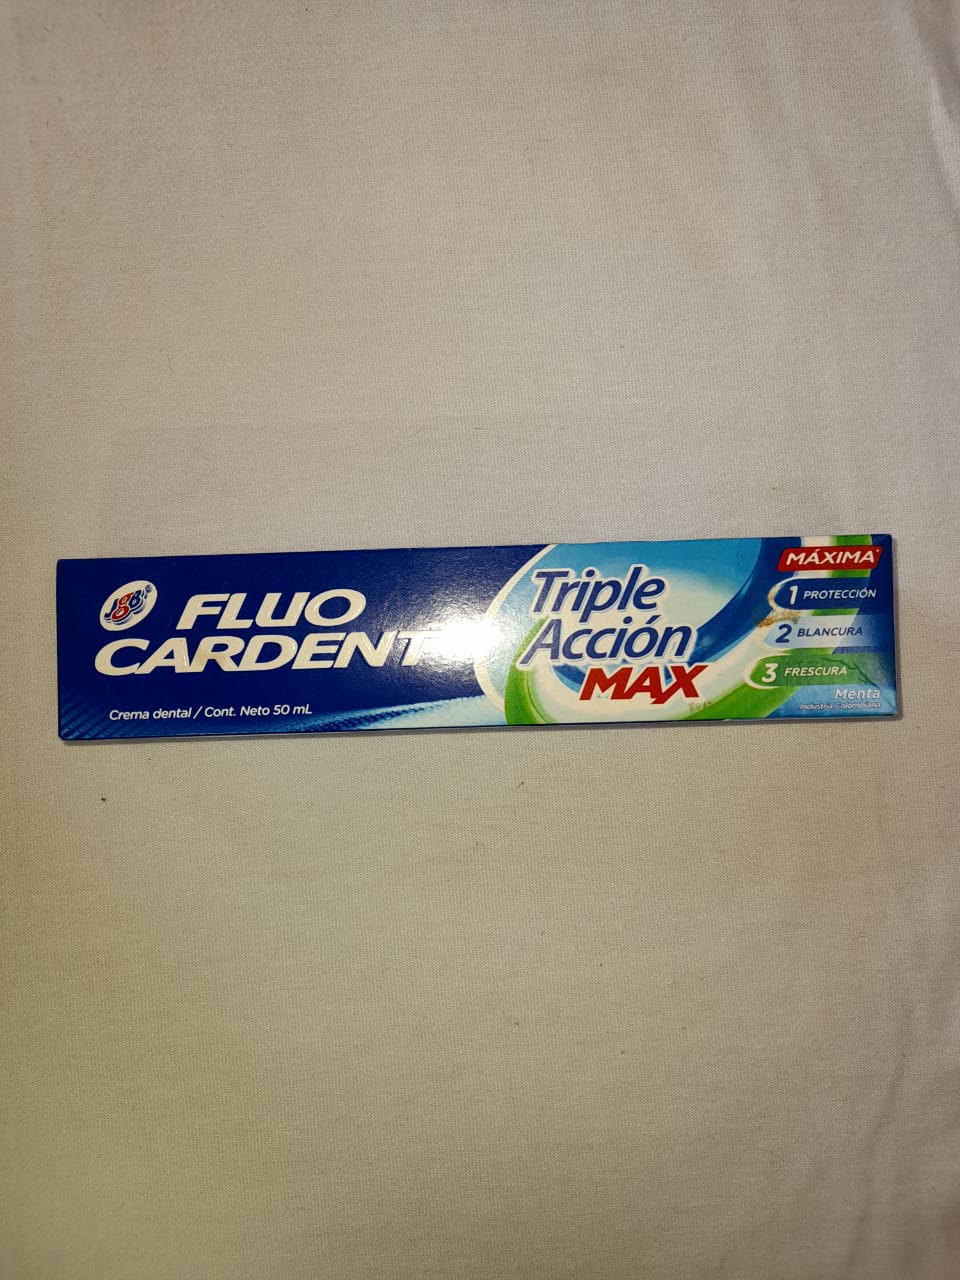 JGB
FLUO
CARDENT
Crema dental / Cont. Neto 50 mL
Triple
Acción
MAX
MÁXIMA*
1 PROTECCIÓN
2 BLANCURA
3 FRESCURA
Menta
Industria Colombiana